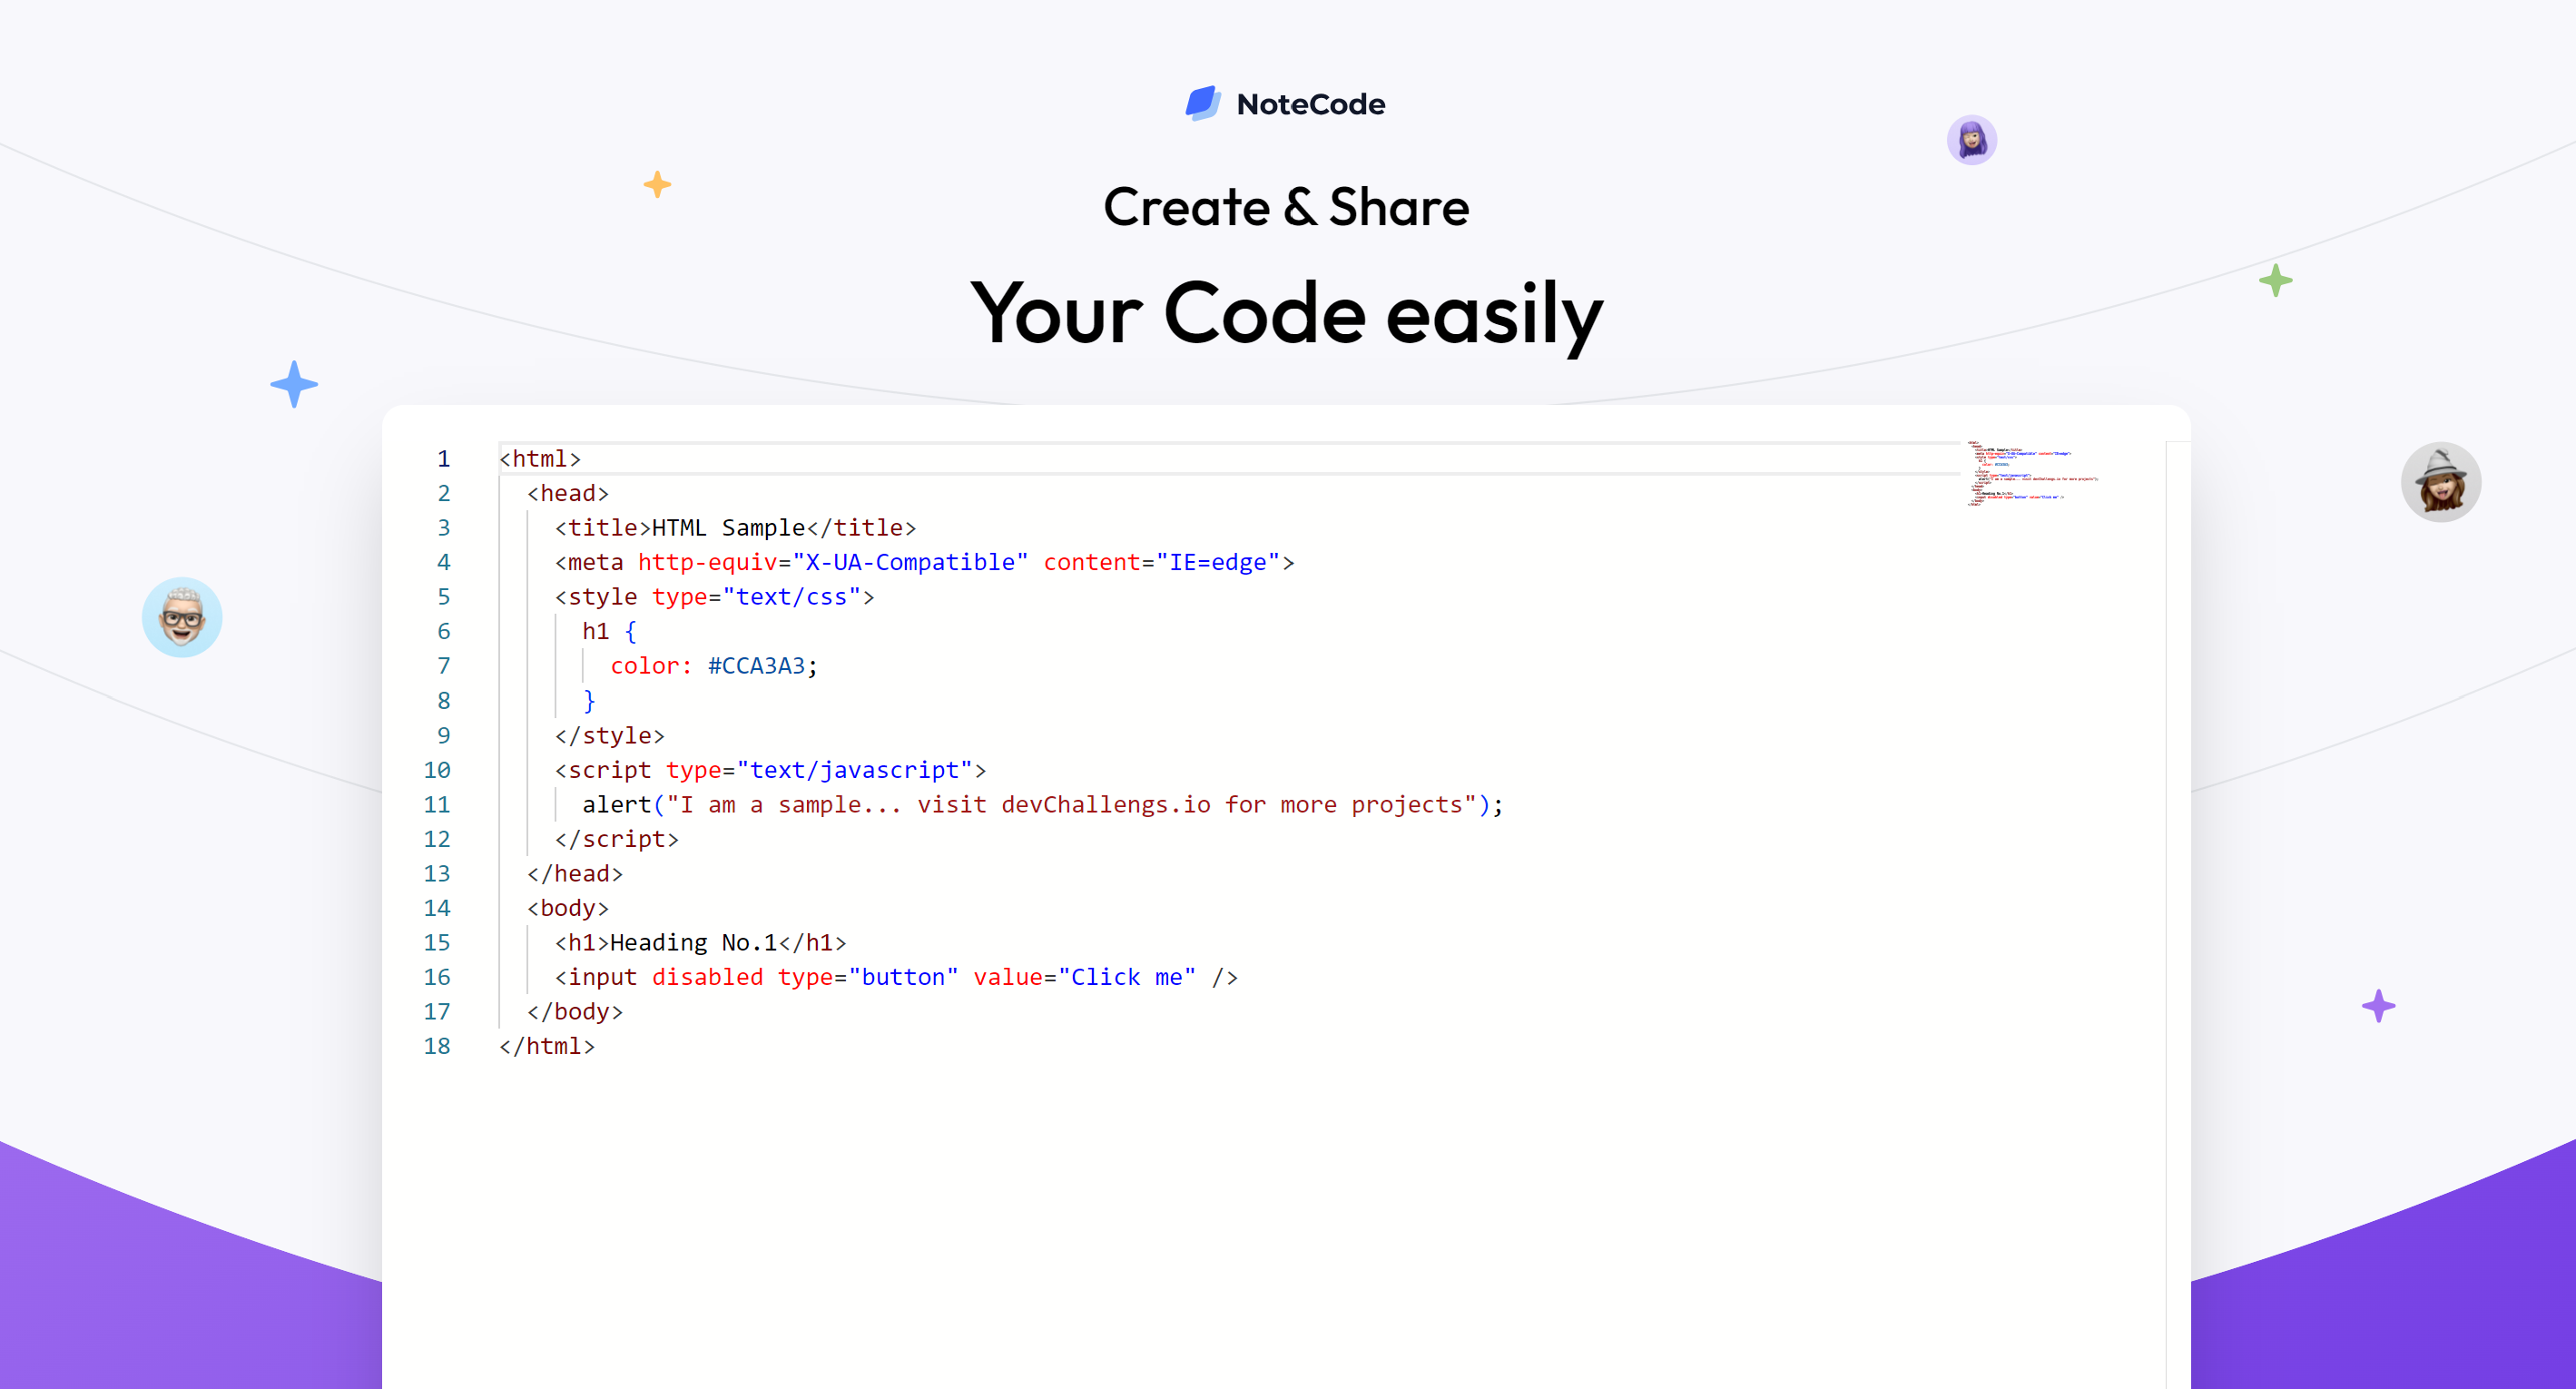 NoteCode
Create & Share
Your Code easily
1 <html>
2 <head>
3 <title>HTML Sample</title>
4 <meta http-equiv="X-UA-Compatible" content="IE=edge">
5 <style type="text/css">
6 h1 {
7 color: #CCA3A3;
8 }
9 </style>
10 <script type="text/javascript">
11 alert("I am a sample... visit devChallengs.io for more projects");
12 </script>
13 </head>
14 <body>
15 <h1>Heading No.1</h1>
16 <input disabled type="button" value="Click me" />
17 </body>
18 </html>